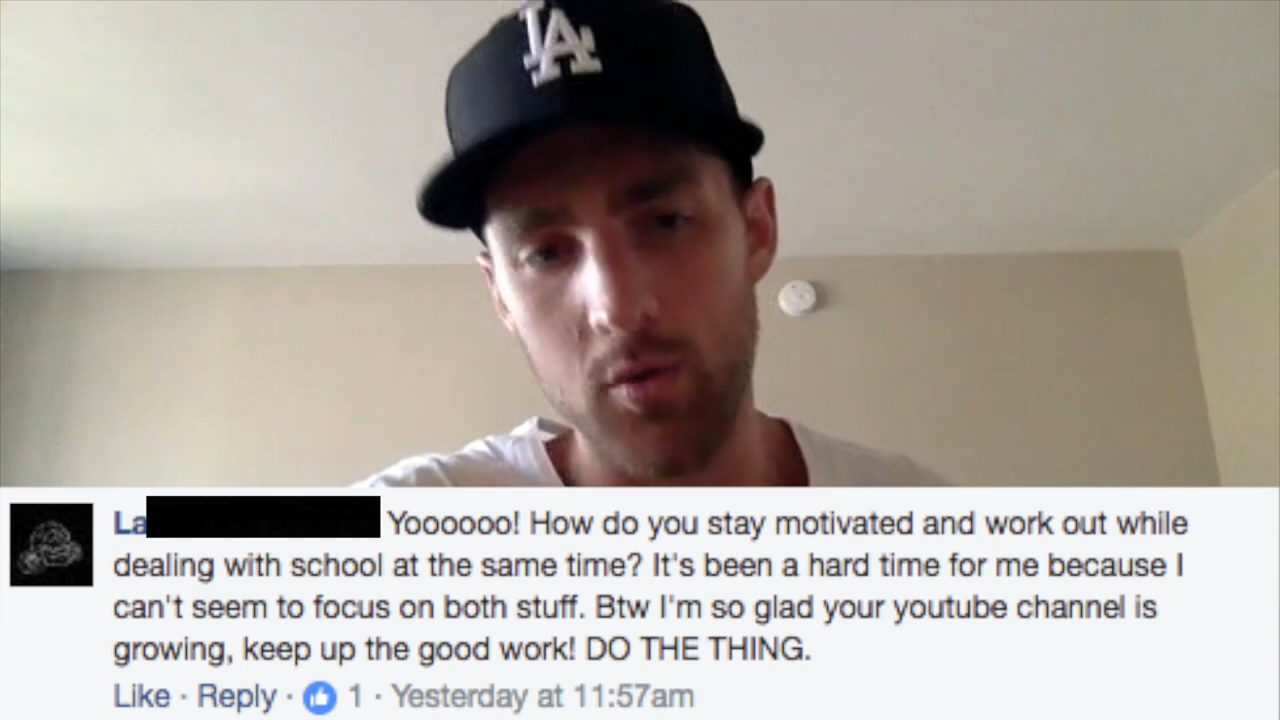 LA
La Yoooooo! How do you stay motivated and work out while
dealing with school at the same time? It's been a hard time for me because I
can't seem to focus on both stuff. Btw I'm so glad your youtube channel is
growing, keep up the good work! DO THE THING.
Like · Reply · 1 · Yesterday at 11:57am